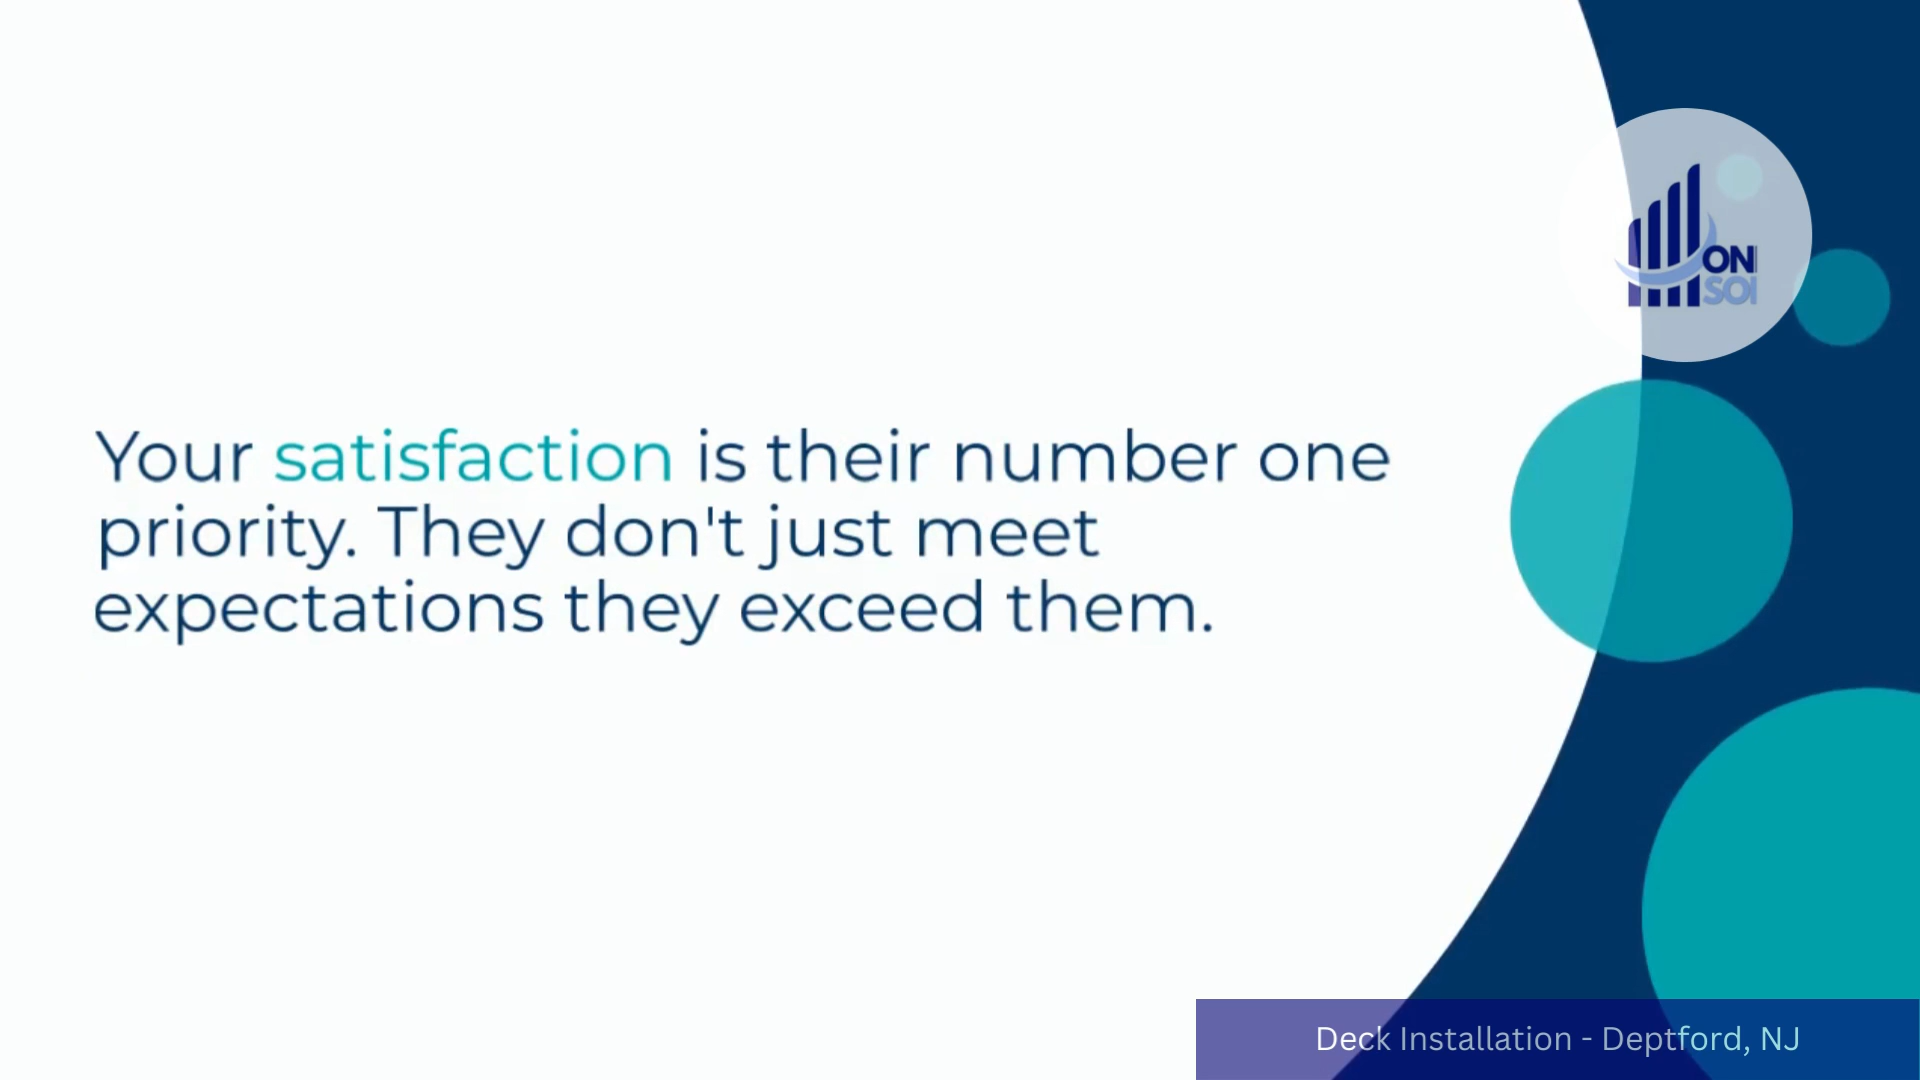 ON
SOI
Your satisfaction is their number one
priority. They don't just meet
expectations they exceed them.
Deck Installation - Deptford, NJ